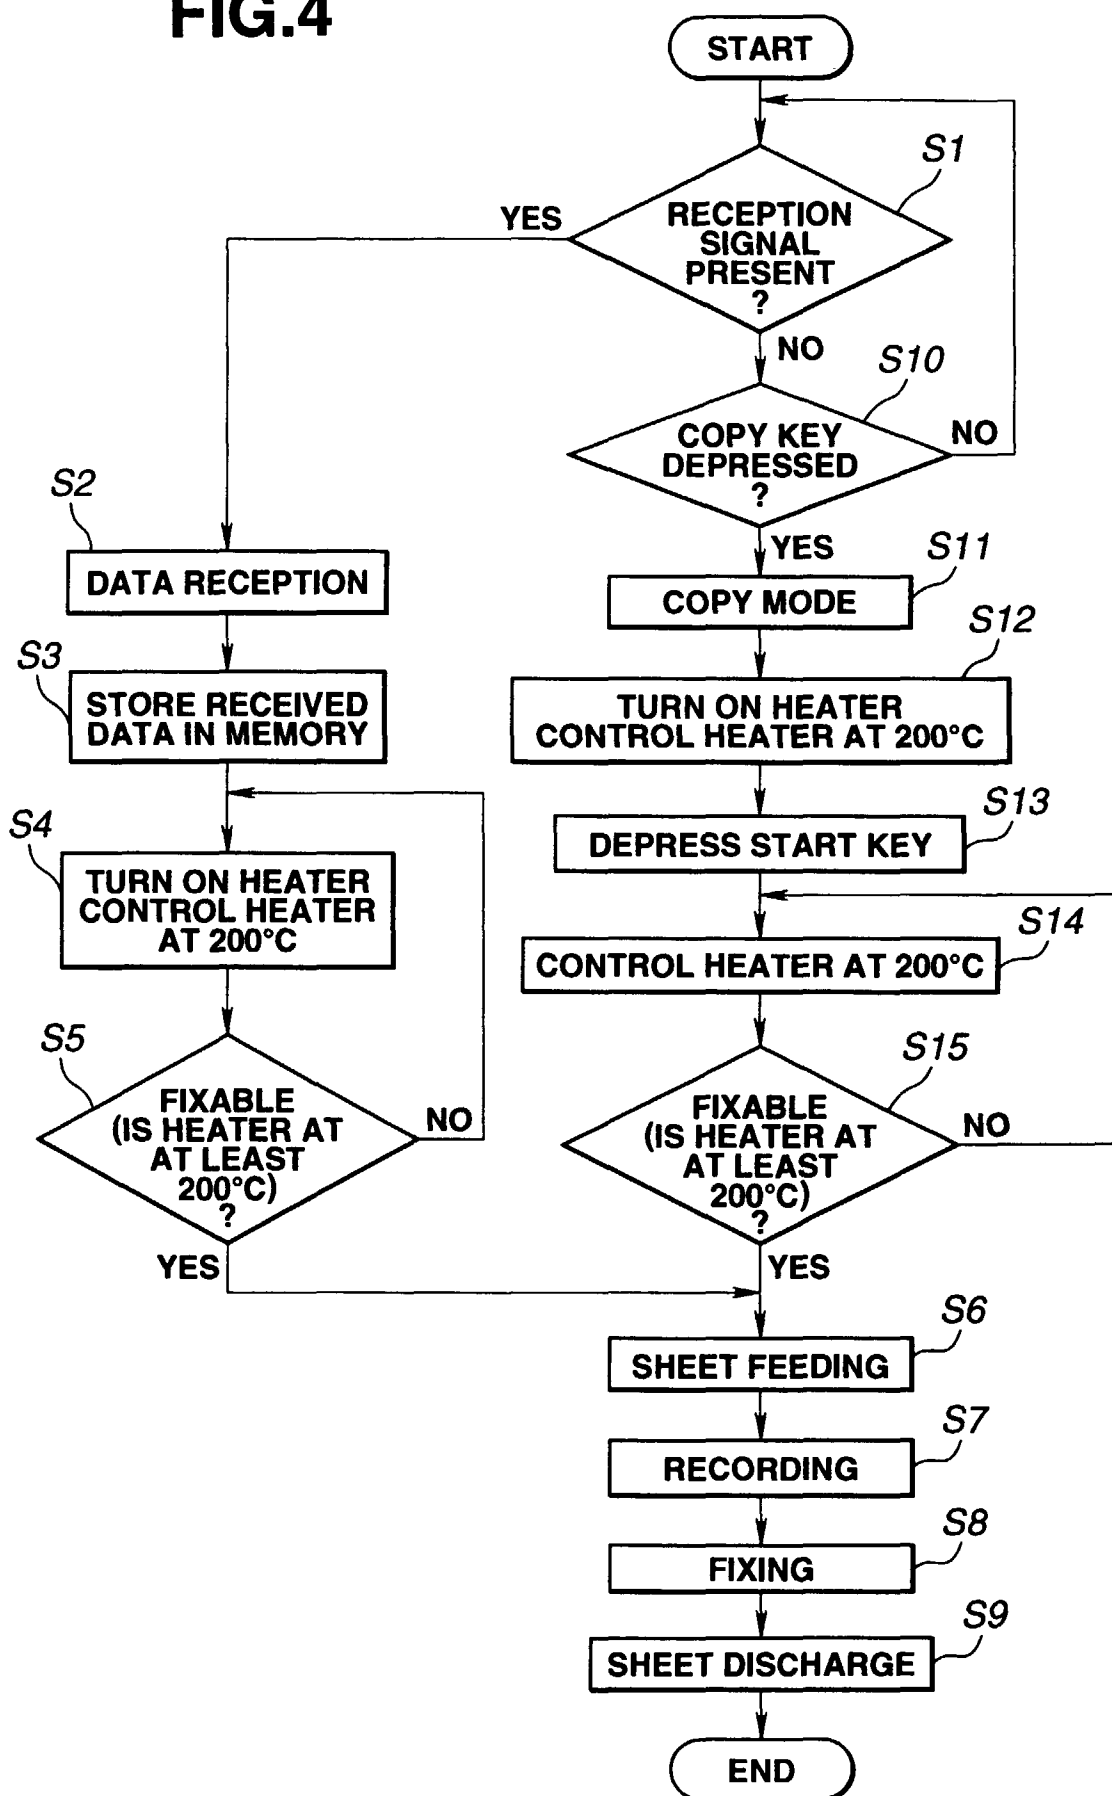 FIG.4
START
S1
RECEPTION
SIGNAL
PRESENT
?
YES
NO
S10
COPY KEY
DEPRESSED
?
NO
YES
S2
DATA RECEPTION
S3
STORE RECEIVED
DATA IN MEMORY
S4
TURN ON HEATER
CONTROL HEATER
AT 200°C
S5
FIXABLE
(IS HEATER AT
AT LEAST
200°C)
?
NO
YES
S11
COPY MODE
S12
TURN ON HEATER
CONTROL HEATER AT 200°C
S13
DEPRESS START KEY
S14
CONTROL HEATER AT 200°C
S15
FIXABLE
(IS HEATER AT
AT LEAST
200°C)
?
NO
YES
S6
SHEET FEEDING
S7
RECORDING
S8
FIXING
S9
SHEET DISCHARGE
END